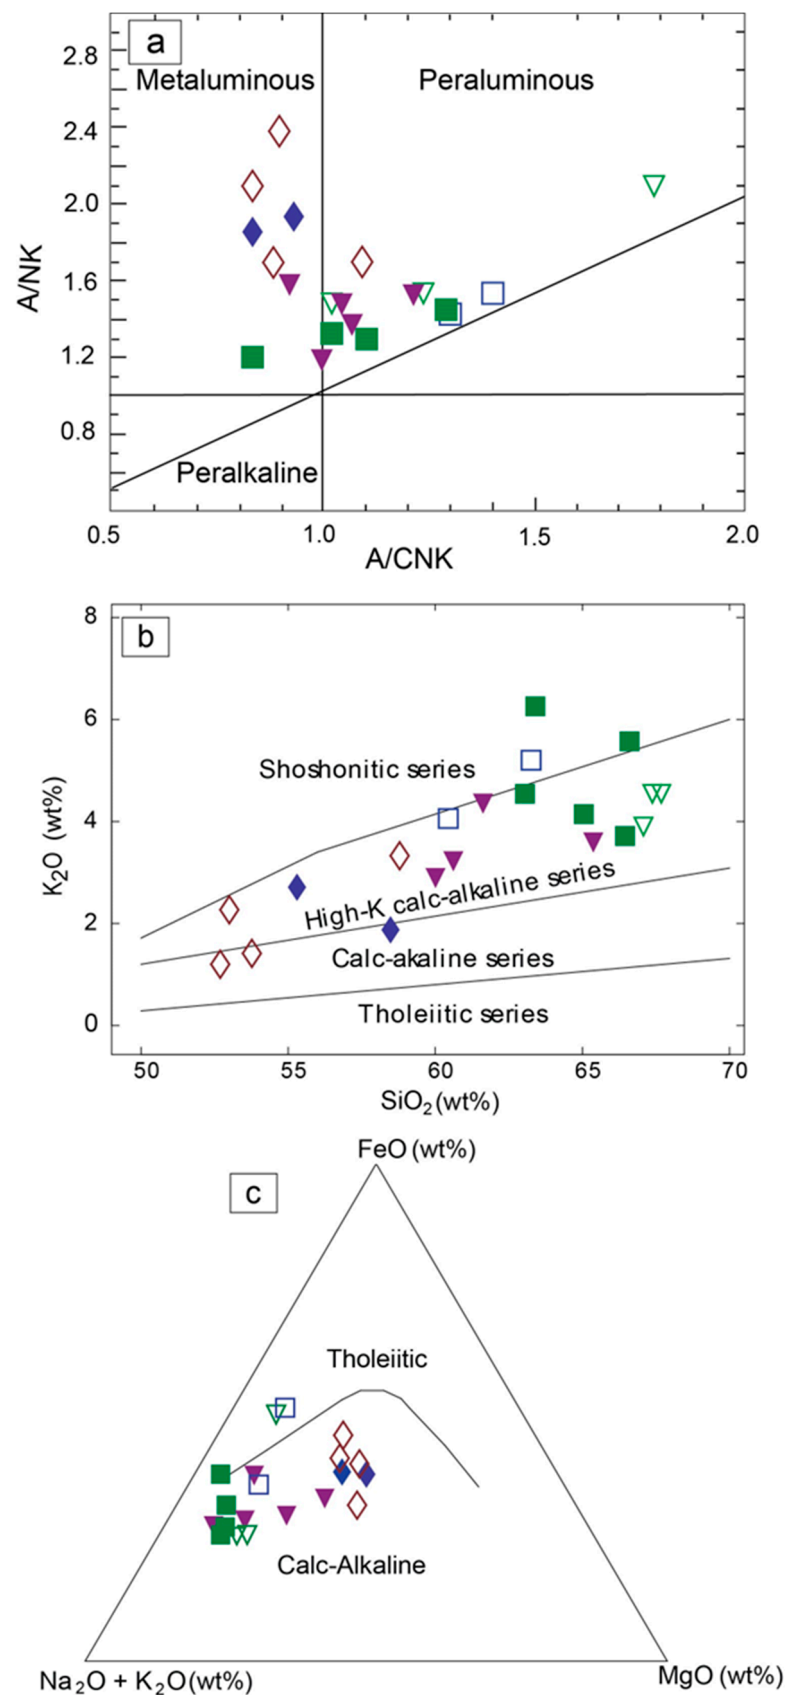 a
2.8
Metaluminous Peraluminous
2.4
2.0
A/NK
1.6
1.2
0.8
Peralkaline
0.5 1.0 1.5 2.0
A/CNK
8
b
6
Shoshonitic series
K2O (wt%)
4
High-K calc-alkaline series
2
Calc-akaline series
Tholeiitic series
0
50 55 60 65 70
SiO2(wt%)
FeO (wt%)
c
Tholeiitic
Calc-Alkaline
Na2O + K2O(wt%) MgO (wt%)